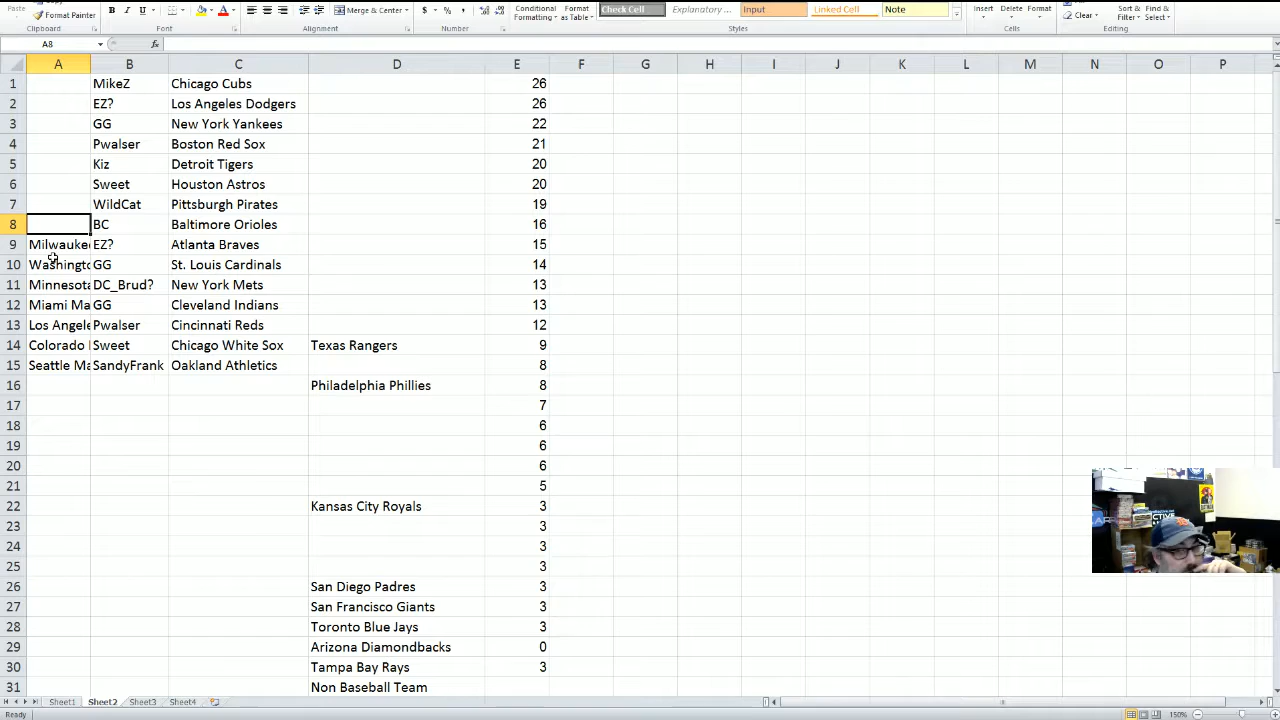 Paste
Format Painter
B I U
Merge & Center
$ % ,
Conditional Formatting
Format as Table
Check Cell
Explanatory ...
Input
Linked Cell
Note
Insert
Delete
Format
Clear
Sort & Filter
Find & Select
Clipboard
Font
Alignment
Number
Styles
Cells
Editing
A8
fx
A B C D E F G H I J K L M N O P
1 MikeZ Chicago Cubs 26
2 EZ? Los Angeles Dodgers 26
3 GG New York Yankees 22
4 Pwalser Boston Red Sox 21
5 Kiz Detroit Tigers 20
6 Sweet Houston Astros 20
7 WildCat Pittsburgh Pirates 19
8 BC Baltimore Orioles 16
9 Milwaukee EZ? Atlanta Braves 15
10 Washingto GG St. Louis Cardinals 14
11 Minnesota DC_Brud? New York Mets 13
12 Miami Ma GG Cleveland Indians 13
13 Los Angele Pwalser Cincinnati Reds 12
14 Colorado Sweet Chicago White Sox Texas Rangers 9
15 Seattle Ma SandyFrank Oakland Athletics 8
16 Philadelphia Phillies 8
17 7
18 6
19 6
20 6
21 5
22 Kansas City Royals 3
23 3
24 3
25 3
26 San Diego Padres 3
27 San Francisco Giants 3
28 Toronto Blue Jays 3
29 Arizona Diamondbacks 0
30 Tampa Bay Rays 3
31 Non Baseball Team
Sheet1 Sheet2 Sheet3 Sheet4
Ready
150%